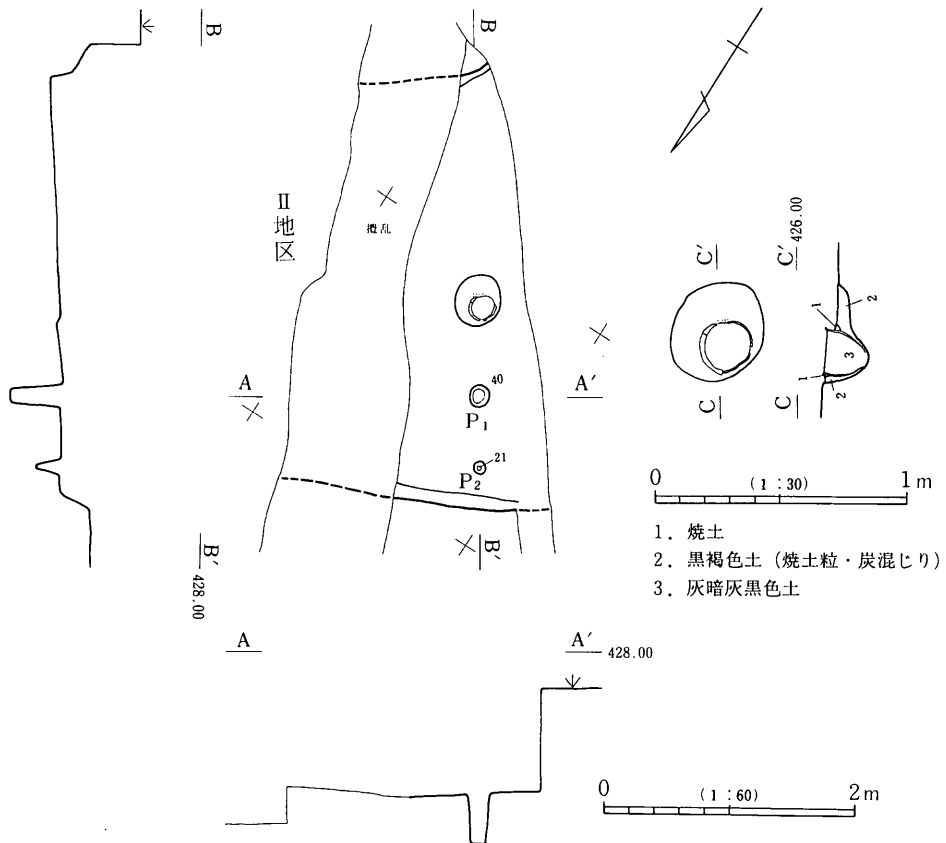 B
B
II
地
区
攪乱
A
A'
40
P1
21
P2
B'
B'
428.00
C'
C'
426.00
C
C
1
2
3
1
2
0
(1 : 30)
1m
1. 焼土
2. 黒褐色土 (焼土粒・炭混じり)
3. 灰暗灰黒色土
A
A'
428.00
0
(1 : 60)
2m